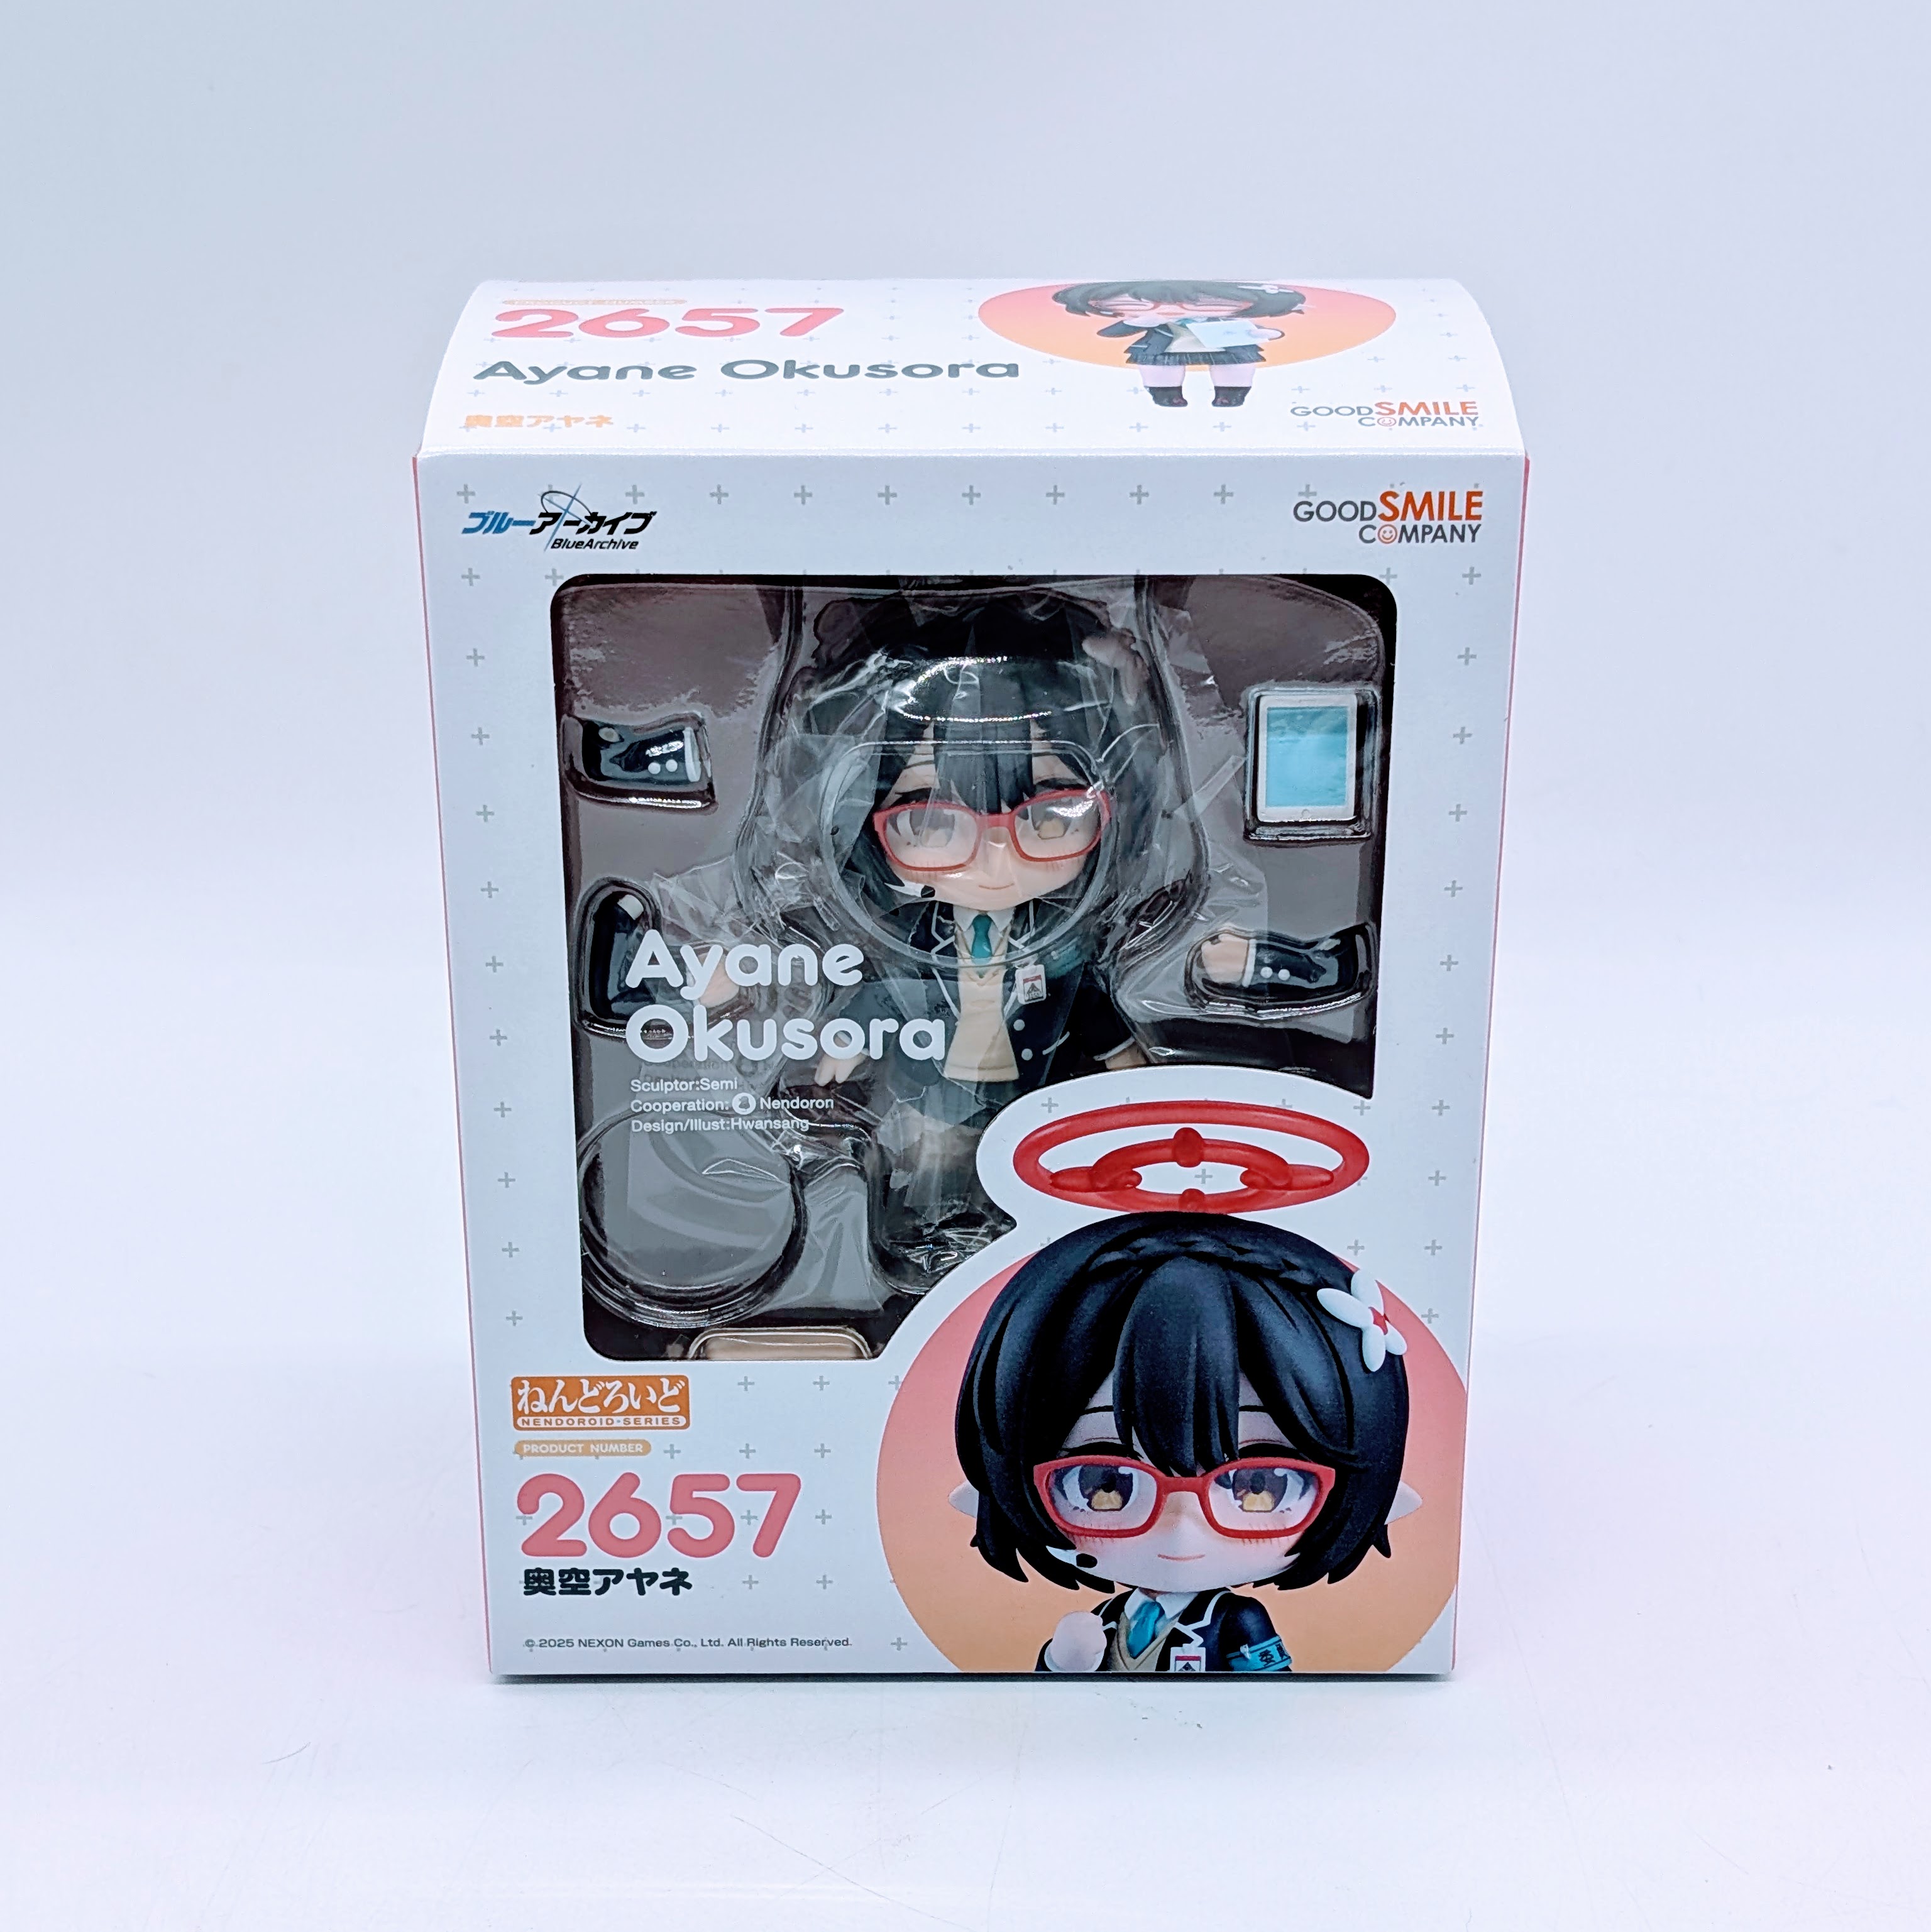 PRODUCT NUMBER
2657
Ayane Okusora
奥空アヤネ
GOODSMILE
COMPANY
ブルーアーカイブ
BlueArchive
GOODSMILE
COMPANY
Ayane
Okusora
Sculptor:Semi
Cooperation: Nendoron
Design/Illust:Hwansang
ねんどろいど
NENDOROID・SERIES
PRODUCT NUMBER
2657
奥空アヤネ
© 2025 NEXON Games Co., Ltd. All Rights Reserved.